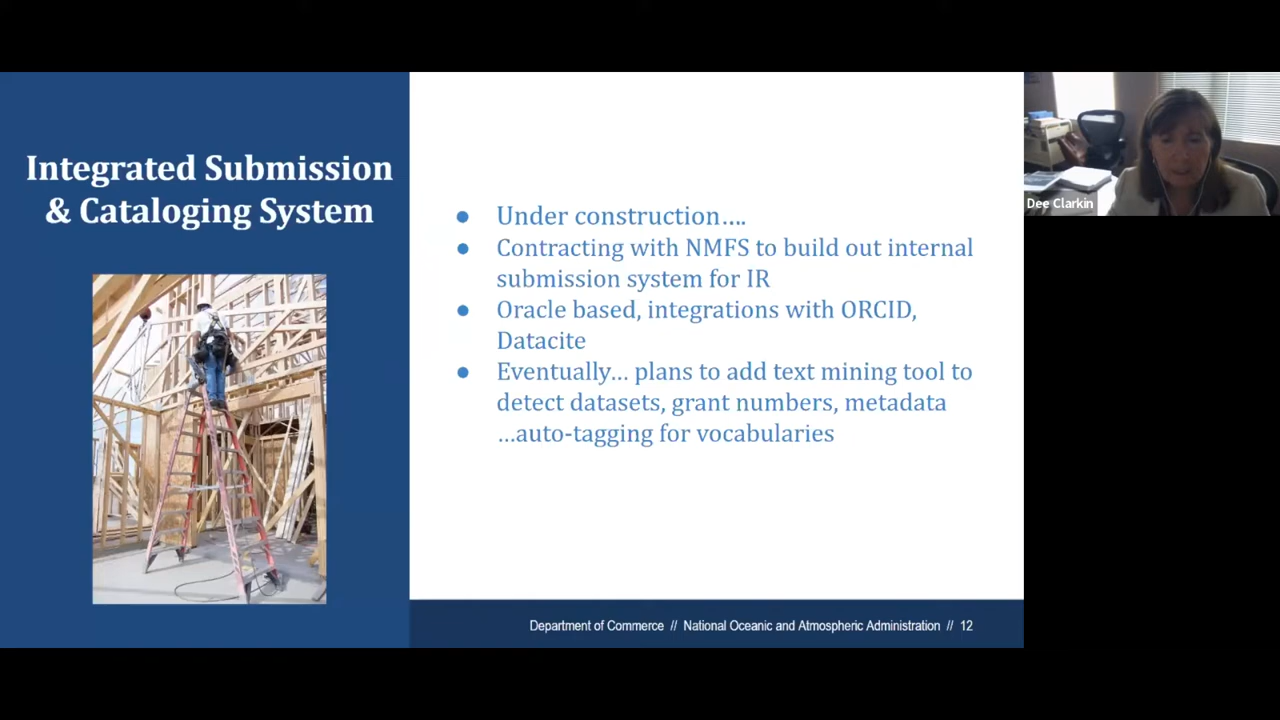 Integrated Submission
& Cataloging System
● Under construction….
● Contracting with NMFS to build out internal
submission system for IR
● Oracle based, integrations with ORCID,
Datacite
● Eventually… plans to add text mining tool to
detect datasets, grant numbers, metadata
…auto-tagging for vocabularies
Department of Commerce // National Oceanic and Atmospheric Administration // 12
Dee Clarkin